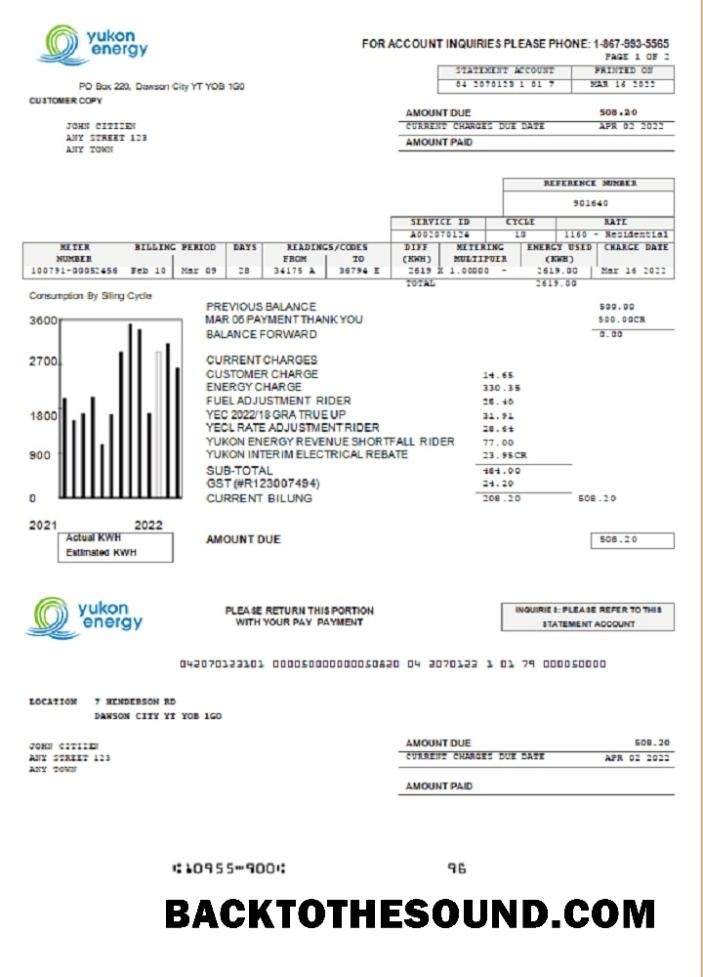 yukon
energy
FOR ACCOUNT INQUIRIES PLEASE PHONE: 1-867-993-5565
PAGE 1 OF 2
STATEMENT ACCOUNT PRINTED ON
04 2070123 1 01 7 MAR 16 2022
PO Box 220, Dawson City YT YOB 1G0
CUSTOMER COPY
AMOUNT DUE 508.20
CURRENT CHARGES DUE DATE APR 02 2022
AMOUNT PAID
JOHN CITIZEN
ANY STREET 123
ANY TOWN
REFERENCE NUMBER
901640
SERVICE ID CYCLE RATE
A002070124 10 1160 - Residential
METER NUMBER BILLING PERIOD DAYS READINGS/CODES FROM TO DIFF (KWH) METERING MULTIPUER ENERGY USED (KWH) CHARGE DATE
100791-00052456 Feb 10 Mar 09 28 34175 A 36794 E 2619 X 1.00000 - 2619.00 Mar 16 2022
TOTAL 2619.00
Consumption By Siling Cycle
3600
2700
1800
900
0
2021 2022
Actual KWH
Estimated KWH
PREVIOUS BALANCE 500.00
MAR 06 PAYMENT THANK YOU 500.00CR
BALANCE FORWARD 0.00
CURRENT CHARGES
CUSTOMER CHARGE 14.65
ENERGY CHARGE 330.35
FUEL ADJUSTMENT RIDER 25.40
YEC 2022/18 GRA TRUE UP 31.91
YECL RATE ADJUSTMENT RIDER 28.64
YUKON ENERGY REVENUE SHORTFALL RIDER 77.00
YUKON INTERIM ELECTRICAL REBATE 23.95CR
SUB-TOTAL 484.00
GST (#R123007494) 24.20
CURRENT BILUNG 208.20 508.20
AMOUNT DUE 508.20
yukon
energy
PLEASE RETURN THIS PORTION
WITH YOUR PAY PAYMENT
INQUIRIES: PLEASE REFER TO THIS
STATEMENT ACCOUNT
042070123101 0000500000000050820 04 2070123 1 01 79 000050000
LOCATION 7 HENDERSON RD
DAWSON CITY YT YOB 1GO
JOHN CITIZEN
ANY STREET 123
ANY TOWN
AMOUNT DUE 508.20
CURRENT CHARGES DUE DATE APR 02 2022
AMOUNT PAID
⑆10955⑉900⑆ 96
BACKTOTHESOUND.COM